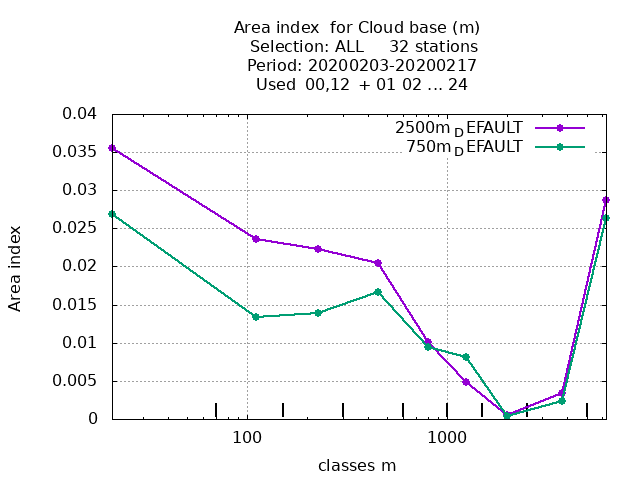 Area index  for Cloud base (m)
Selection: ALL     32 stations
Period: 20200203-20200217
Used  00,12  + 01 02 ... 24
2500m_DEFAULT
750m_DEFAULT
0.04
0.035
0.03
0.025
0.02
0.015
0.01
0.005
0
Area index
100
1000
classes m